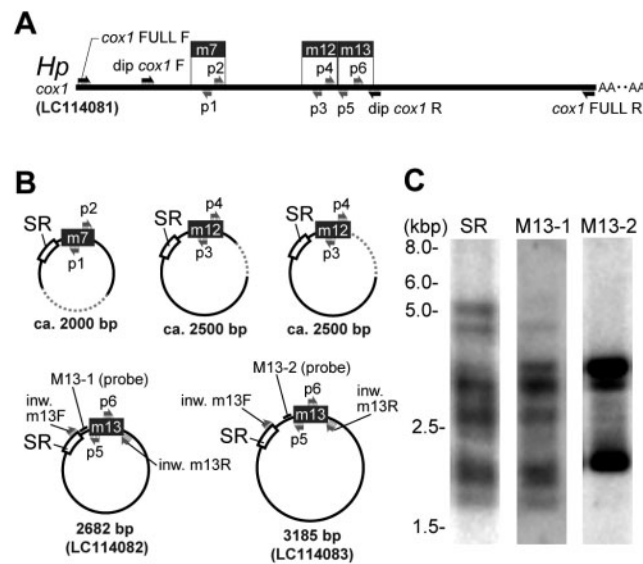 A
cox1 FULL F
m7
m12 m13
dip cox1 F
p2
p4 p6
Hp
cox1
(LC114081)
AA··AA
p1
p3 p5
dip cox1 R
cox1 FULL R
B
C
SR
p2
m7
p1
ca. 2000 bp
p4
SR
m12
p3
ca. 2500 bp
p4
SR
m12
p3
ca. 2500 bp
M13-1 (probe)
inw. m13F
p6
SR
m13
p5
inw. m13R
2682 bp
(LC114082)
M13-2 (probe)
inw. m13F
p6
inw. m13R
SR
m13
p5
3185 bp
(LC114083)
(kbp) SR M13-1 M13-2
8.0-
6.0-
5.0-
2.5-
1.5-